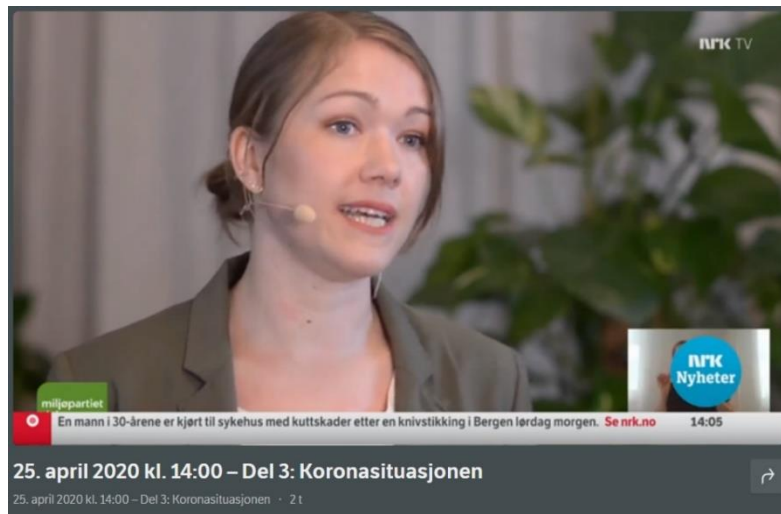 NRK TV
NRK
Nyheter
miljøpartiet
En mann i 30-årene er kjørt til sykehus med kuttskader etter en knivstikking i Bergen lørdag morgen. Se nrk.no 14:05
25. april 2020 kl. 14:00 – Del 3: Koronasituasjonen
25. april 2020 kl. 14:00 – Del 3: Koronasituasjonen · 2 t